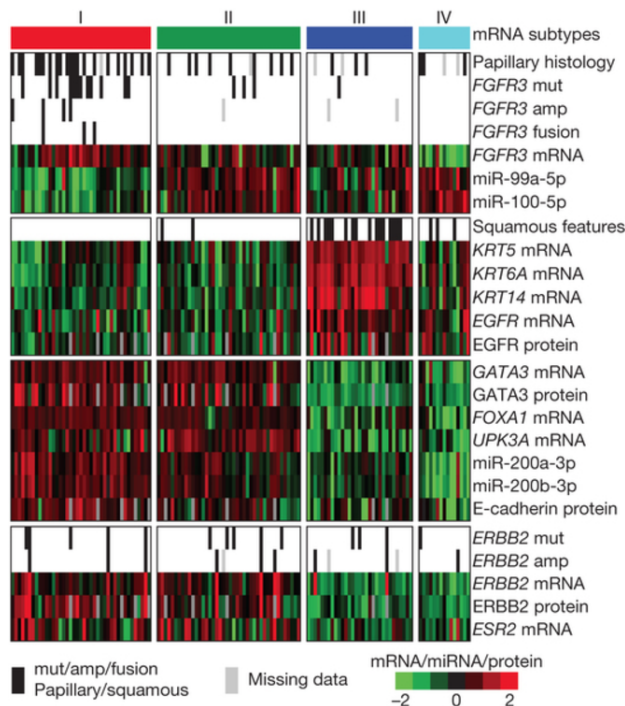 I II III IV
mRNA subtypes
Papillary histology
FGFR3 mut
FGFR3 amp
FGFR3 fusion
FGFR3 mRNA
miR-99a-5p
miR-100-5p
Squamous features
KRT5 mRNA
KRT6A mRNA
KRT14 mRNA
EGFR mRNA
EGFR protein
GATA3 mRNA
GATA3 protein
FOXA1 mRNA
UPK3A mRNA
miR-200a-3p
miR-200b-3p
E-cadherin protein
ERBB2 mut
ERBB2 amp
ERBB2 mRNA
ERBB2 protein
ESR2 mRNA
mut/amp/fusion
Papillary/squamous
Missing data
mRNA/miRNA/protein
−2 0 2